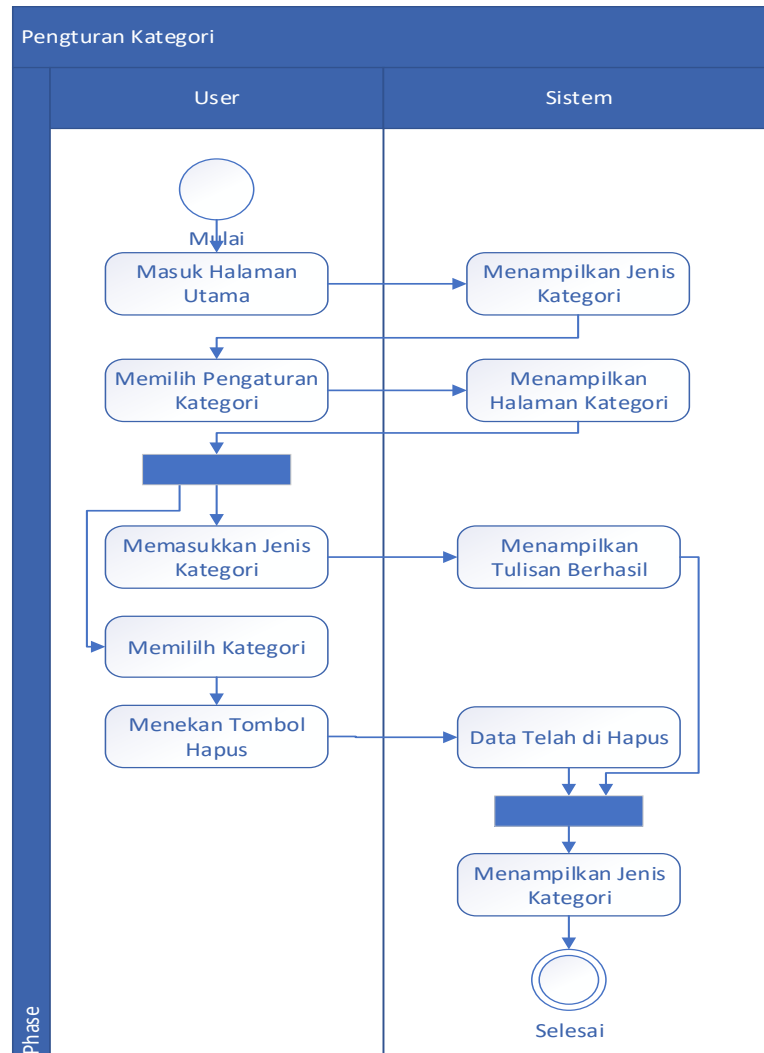 Pengturan Kategori
User
Sistem
Mulai
Masuk Halaman
Utama
Menampilkan Jenis
Kategori
Memilih Pengaturan
Kategori
Menampilkan
Halaman Kategori
Memasukkan Jenis
Kategori
Menampilkan
Tulisan Berhasil
Memililh Kategori
Menekan Tombol
Hapus
Data Telah di Hapus
Menampilkan Jenis
Kategori
Selesai
Phase